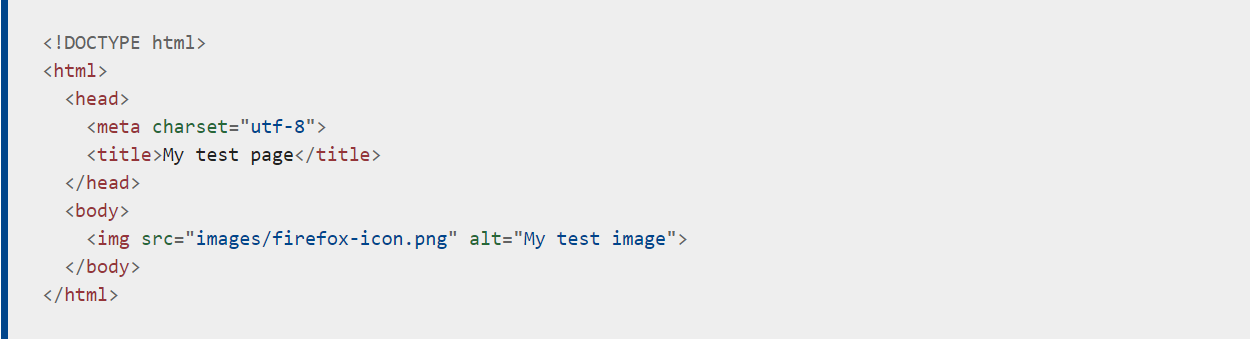 <!DOCTYPE html>
<html>
  <head>
    <meta charset="utf-8">
    <title>My test page</title>
  </head>
  <body>
    <img src="images/firefox-icon.png" alt="My test image">
  </body>
</html>